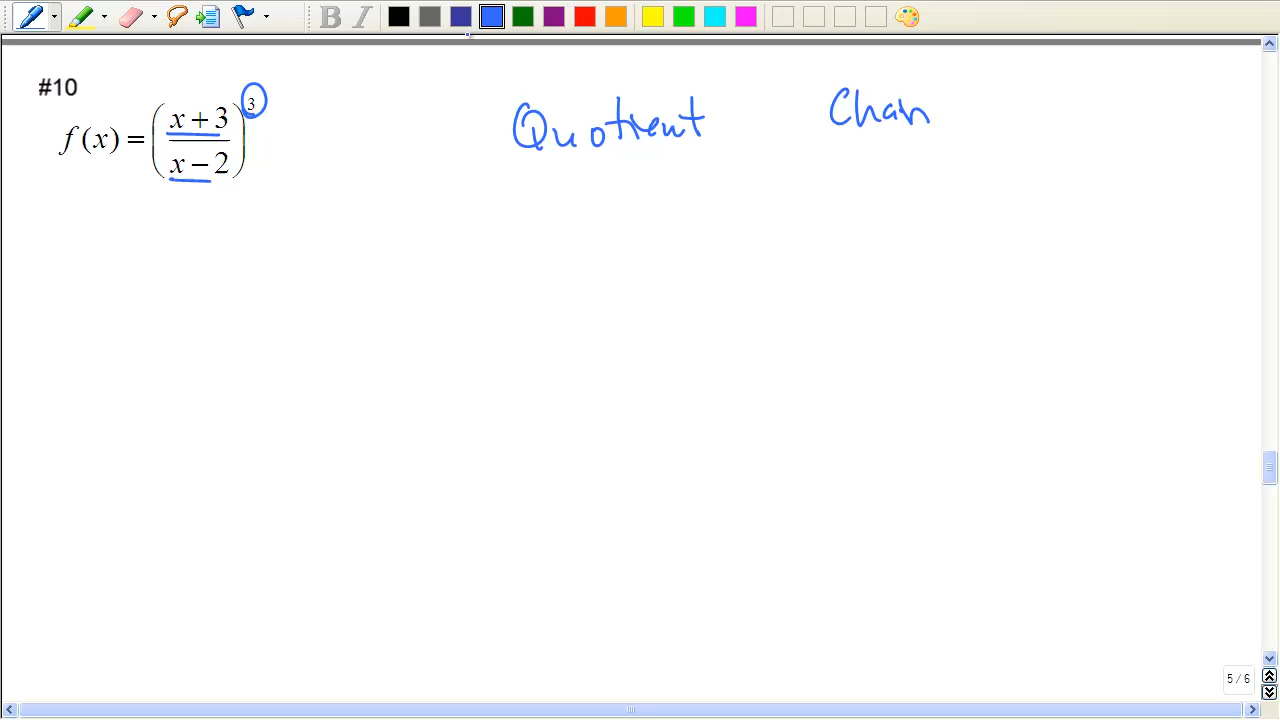 B I
#10
f(x) = ((x + 3)/(x − 2))^3
Quotient Chain
5 / 6